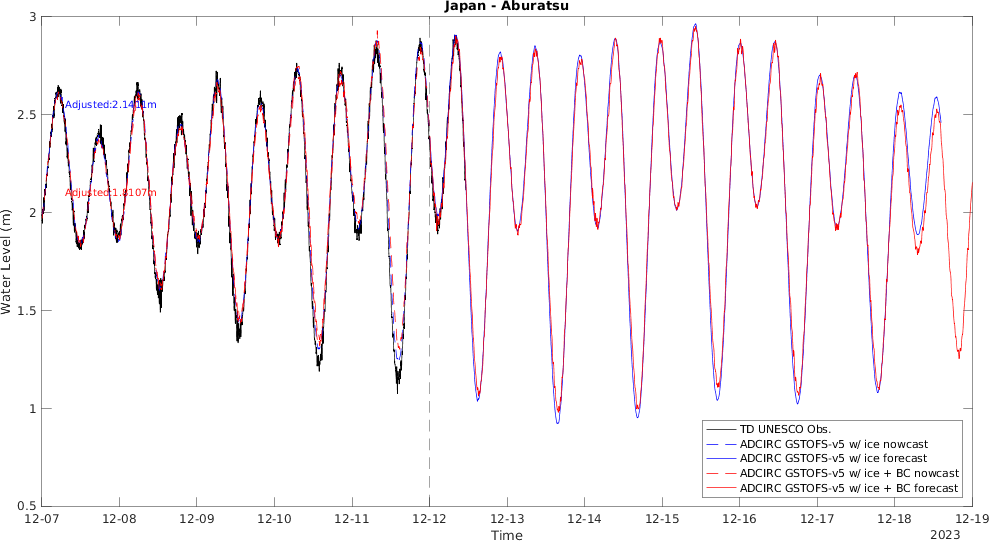 Japan - Aburatsu
3
2.5
2
1.5
1
0.5
Water Level (m)
Adjusted:2.1411m
Adjusted:1.8107m
TD UNESCO Obs.
ADCIRC GSTOFS-v5 w/ ice nowcast
ADCIRC GSTOFS-v5 w/ ice forecast
ADCIRC GSTOFS-v5 w/ ice + BC nowcast
ADCIRC GSTOFS-v5 w/ ice + BC forecast
12-07 12-08 12-09 12-10 12-11 12-12 12-13 12-14 12-15 12-16 12-17 12-18 12-19
Time
2023